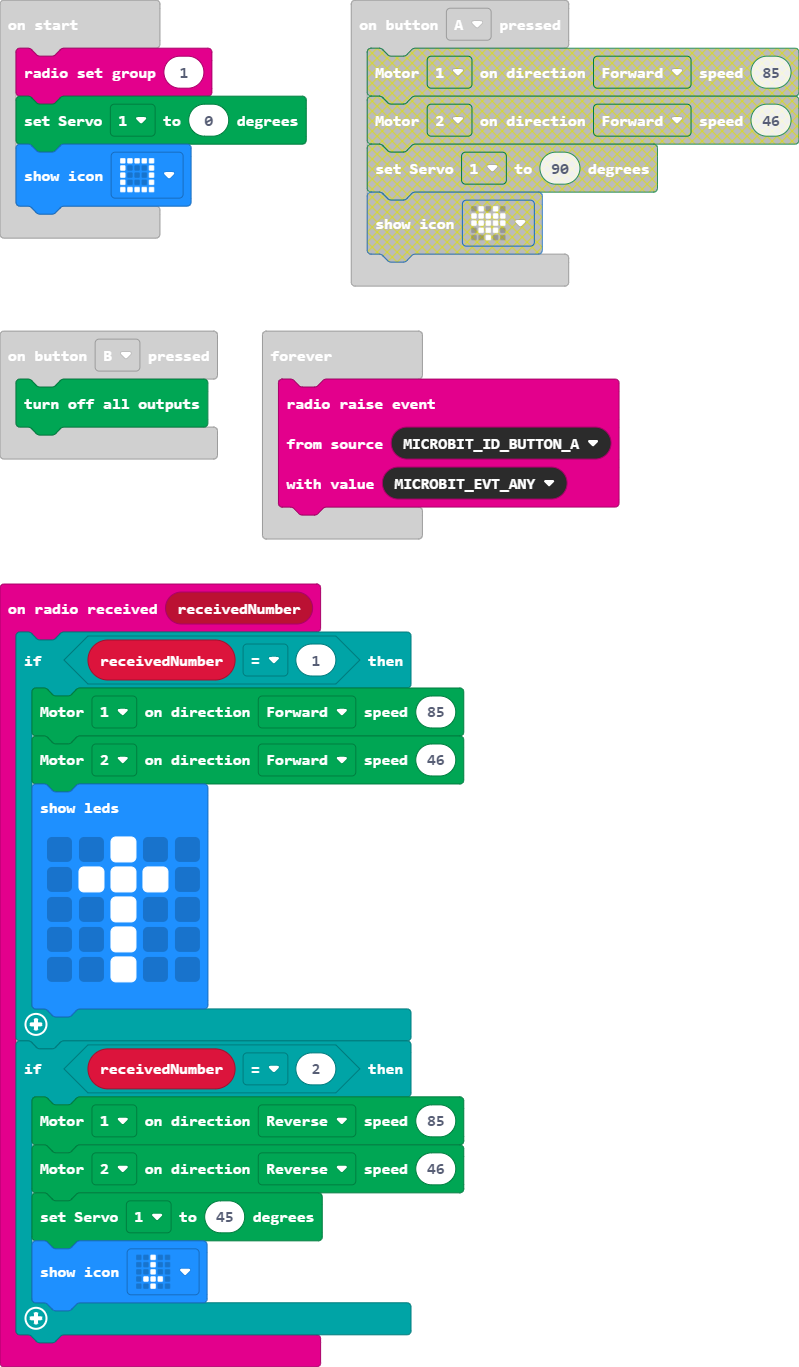 on start
radio set group 1
set Servo 1 to 0 degrees
show icon
on button A pressed
Motor 1 on direction Forward speed 85
Motor 2 on direction Forward speed 46
set Servo 1 to 90 degrees
show icon
on button B pressed
turn off all outputs
forever
radio raise event
from source MICROBIT_ID_BUTTON_A
with value MICROBIT_EVT_ANY
on radio received receivedNumber
if receivedNumber = 1 then
Motor 1 on direction Forward speed 85
Motor 2 on direction Forward speed 46
show leds
if receivedNumber = 2 then
Motor 1 on direction Reverse speed 85
Motor 2 on direction Reverse speed 46
set Servo 1 to 45 degrees
show icon